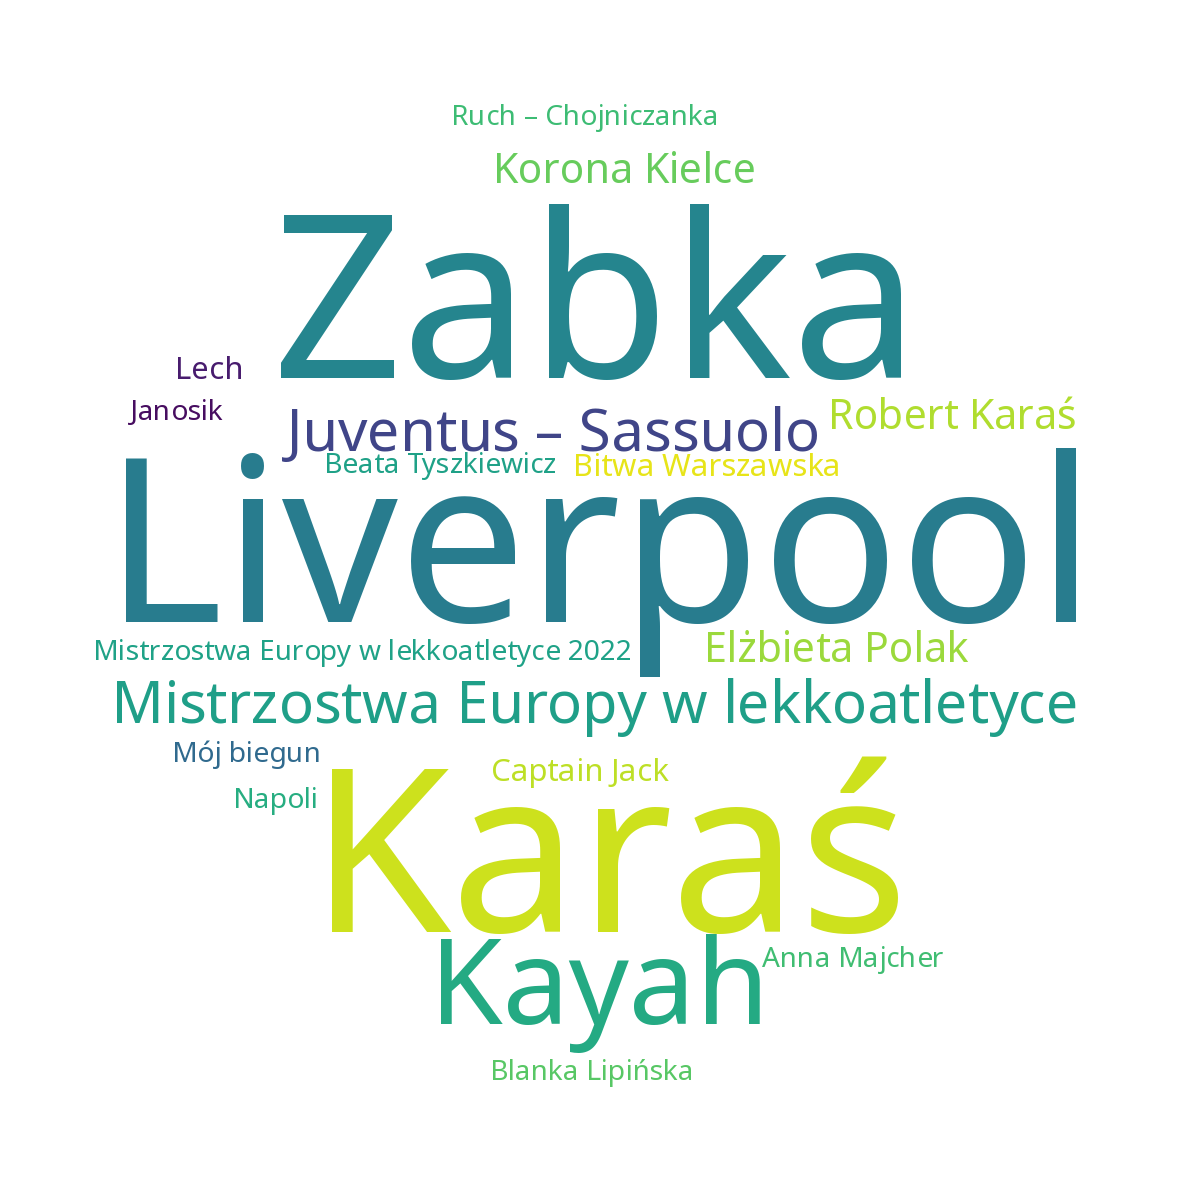 Ruch – Chojniczanka
Korona Kielce
Zabka
Lech
Janosik
Juventus – Sassuolo
Robert Karaś
Beata Tyszkiewicz
Bitwa Warszawska
Liverpool
Mistrzostwa Europy w lekkoatletyce 2022
Elżbieta Polak
Mistrzostwa Europy w lekkoatletyce
Mój biegun
Captain Jack
Napoli
Karaś
Kayah
Anna Majcher
Blanka Lipińska